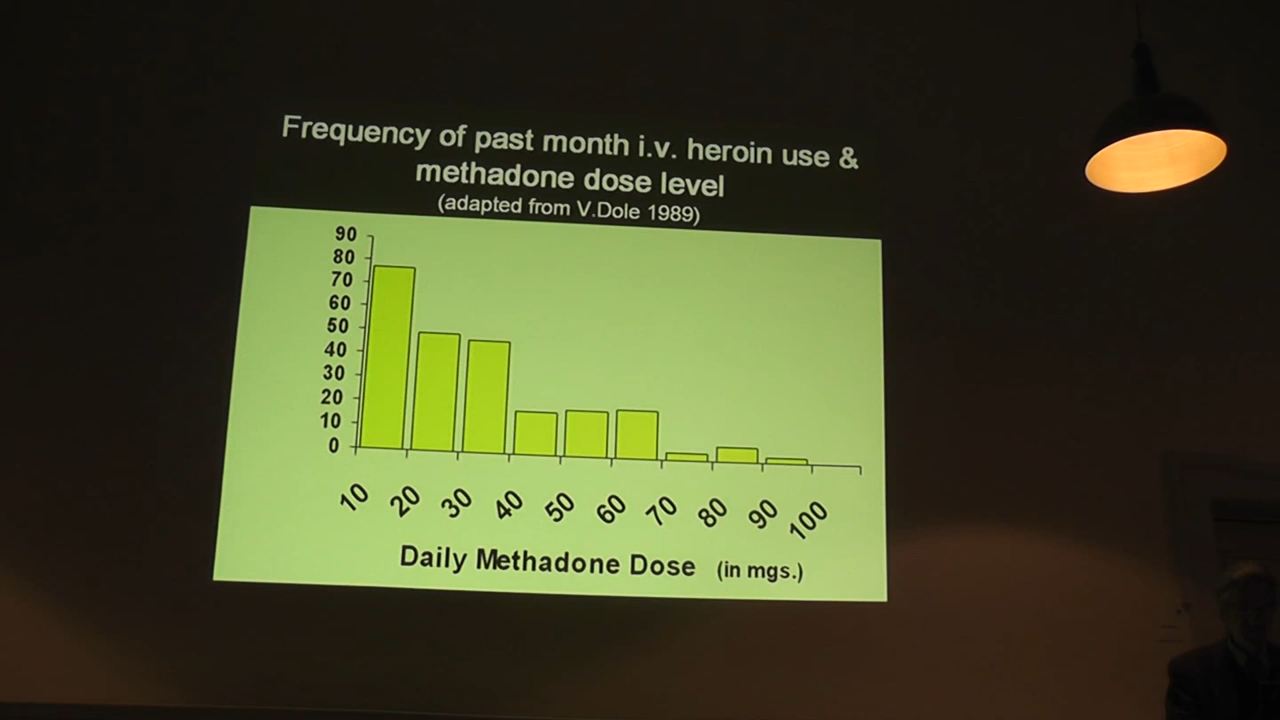 Frequency of past month i.v. heroin use &
methadone dose level
(adapted from V.Dole 1989)
90
80
70
60
50
40
30
20
10
0
10 20 30 40 50 60 70 80 90 100
Daily Methadone Dose (in mgs.)